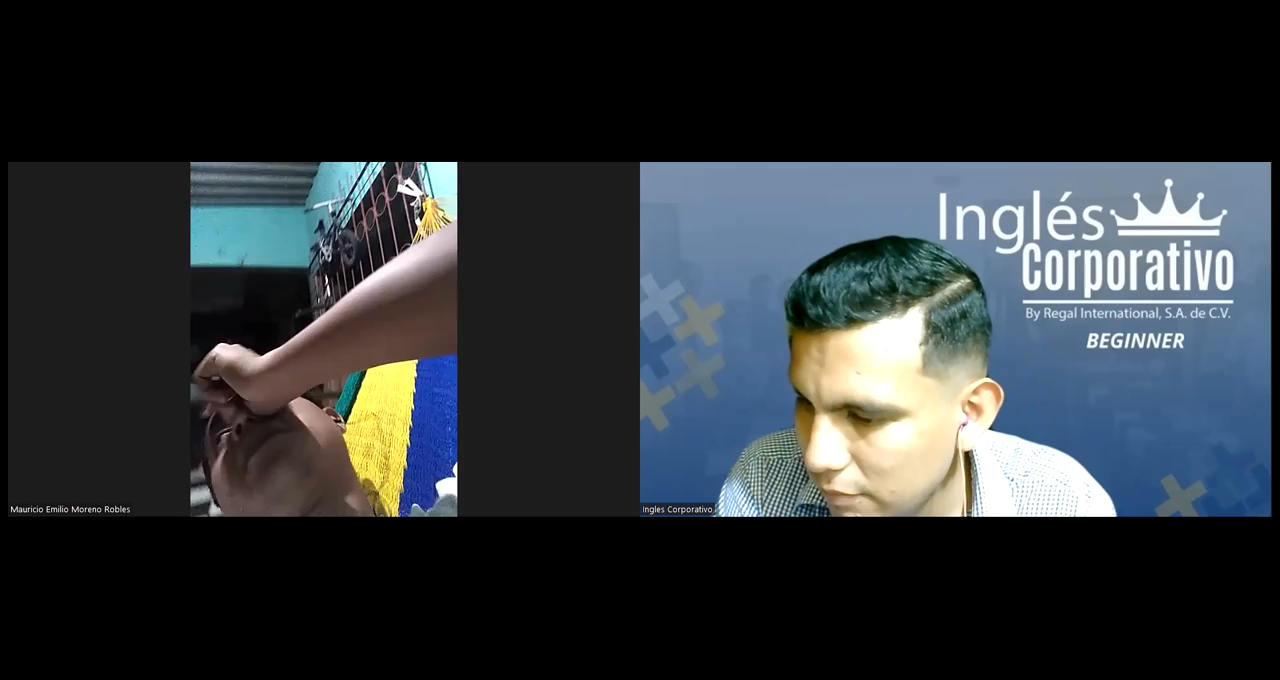 Inglés
Corporativo
By Regal International, S.A. de C.V.
BEGINNER
Mauricio Emilio Moreno Robles
Ingles Corporativo